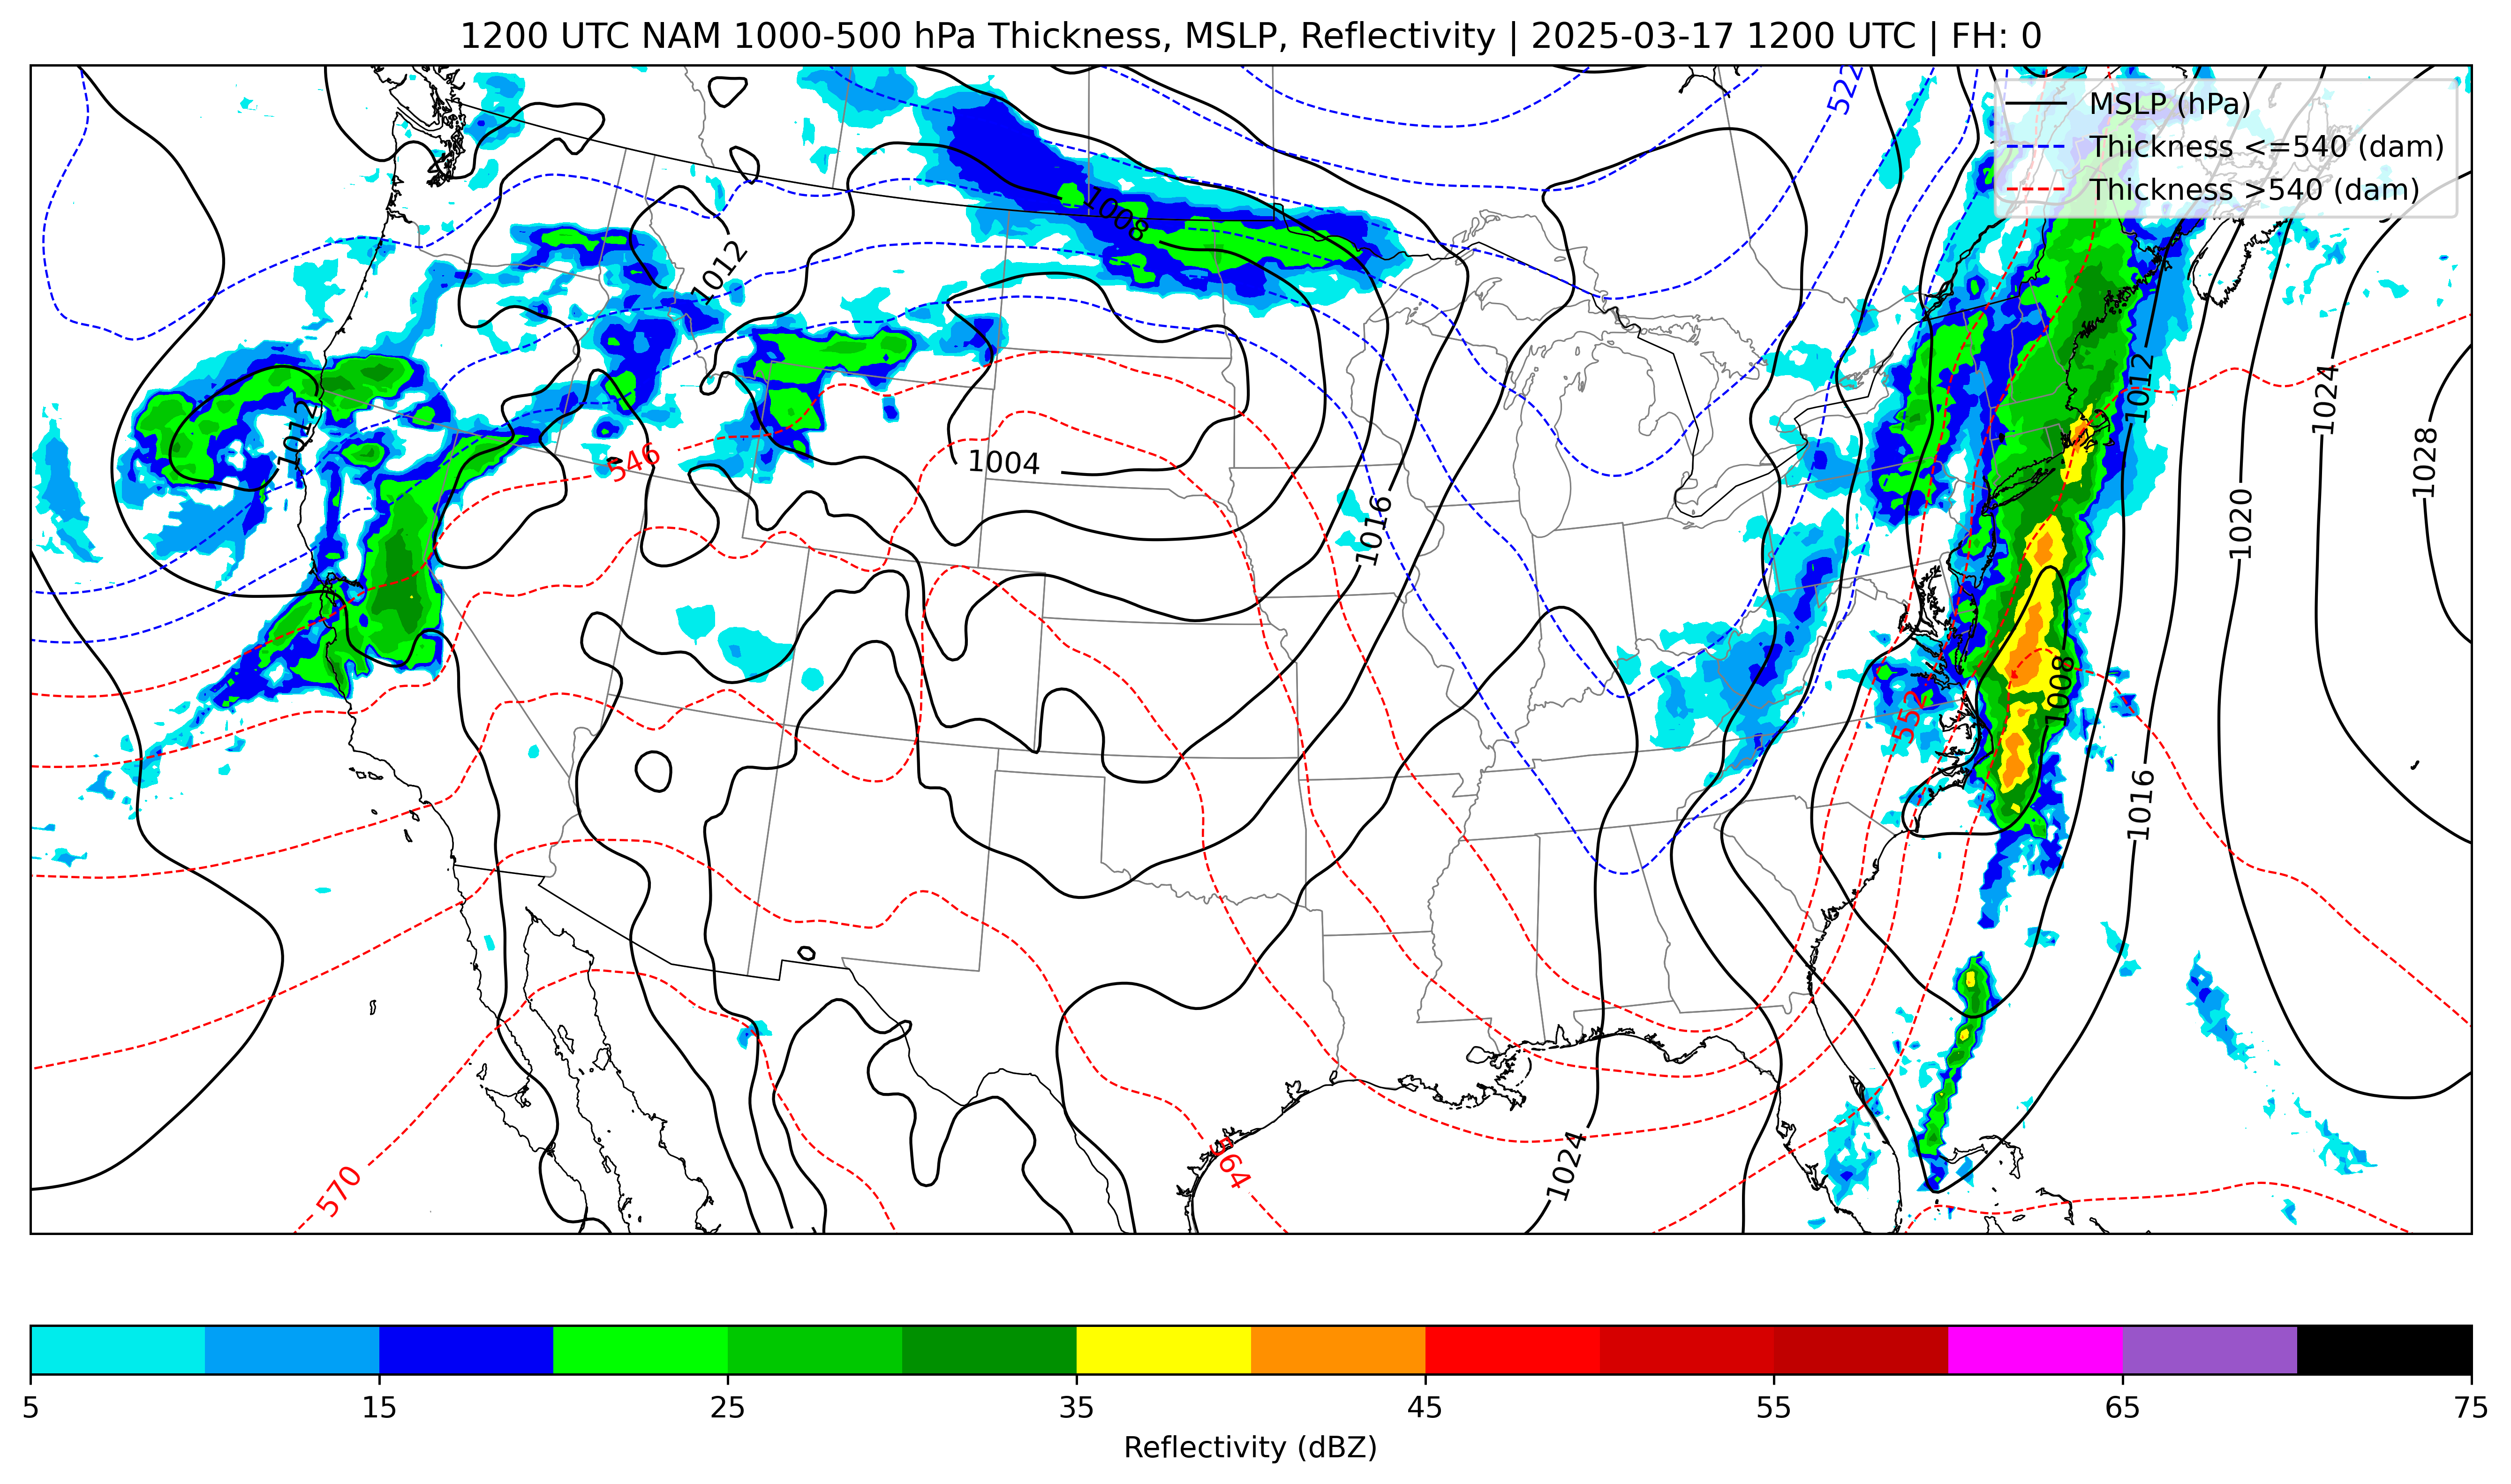 1200 UTC NAM 1000-500 hPa Thickness, MSLP, Reflectivity | 2025-03-17 1200 UTC | FH: 0
MSLP (hPa)
Thickness <=540 (dam)
Thickness >540 (dam)
522
1008
1012
1012
1012
1024
1028
546
1004
1016
1020
552
1008
1016
1024
564
570
5 15 25 35 45 55 65 75
Reflectivity (dBZ)